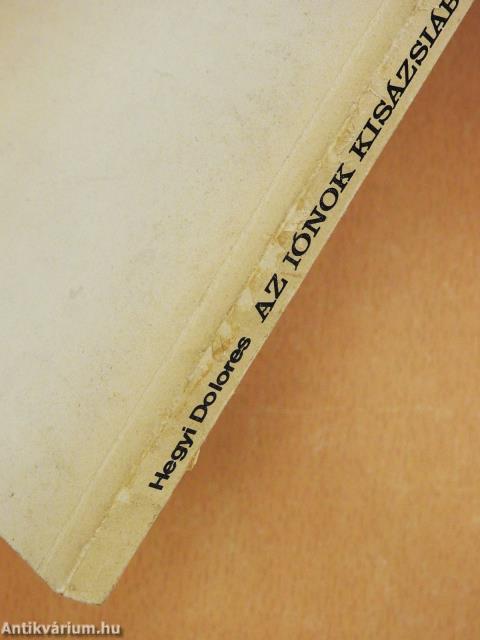 Hegyi Dolores AZ IÓNOK KISÁZSIÁB
Antikvárium.hu